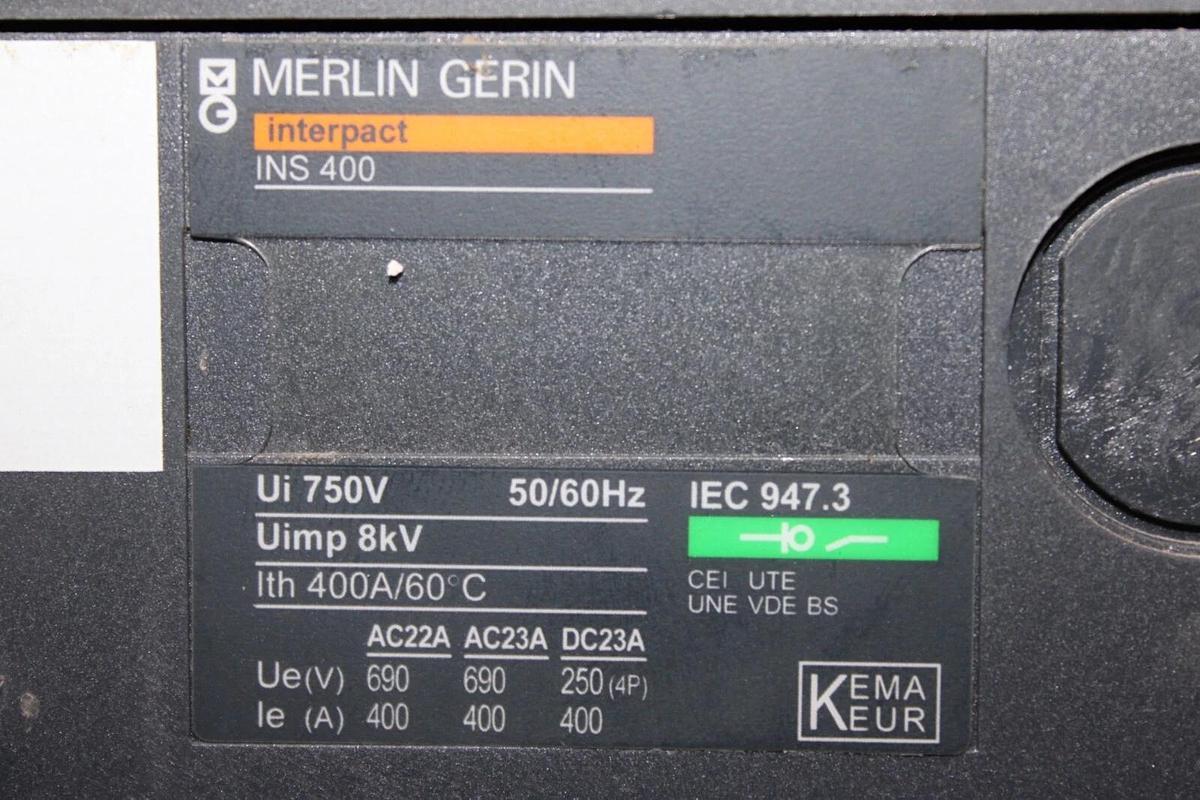 MG
MERLIN GERIN
interpact
INS 400
Ui 750V 50/60Hz
Uimp 8kV
Ith 400A/60°C
AC22A AC23A DC23A
Ue(V) 690 690 250 (4P)
Ie (A) 400 400 400
IEC 947.3
CEI UTE
UNE VDE BS
KEMA
KEUR